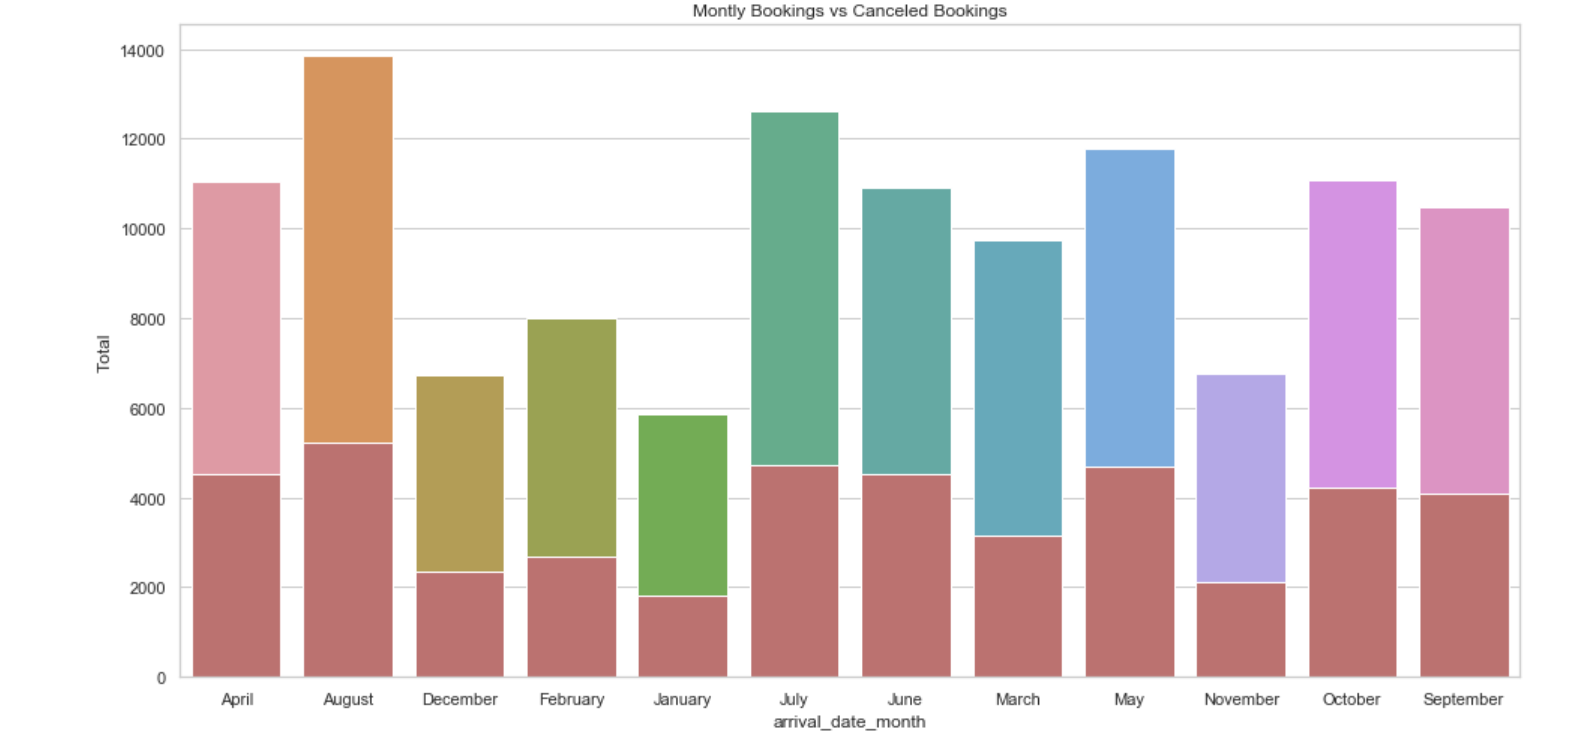 Montly Bookings vs Canceled Bookings
14000
12000
10000
8000
6000
4000
2000
0
Total
April August December February January July June March May November October September
arrival_date_month